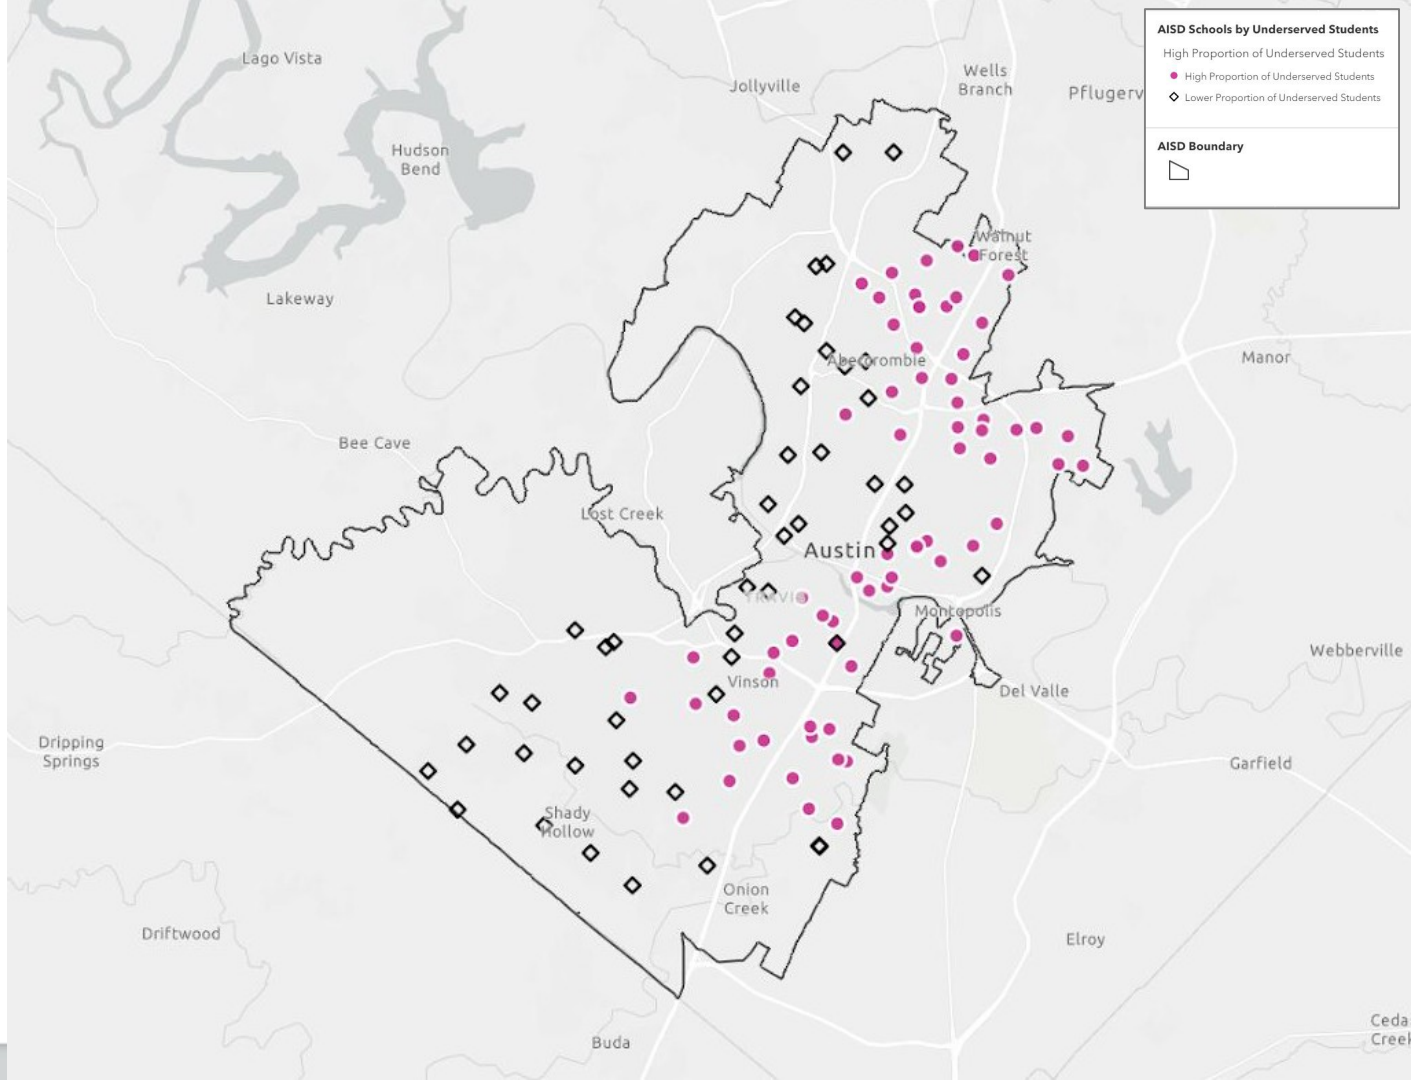 AISD Schools by Underserved Students
High Proportion of Underserved Students
High Proportion of Underserved Students
Lower Proportion of Underserved Students
AISD Boundary
Lago Vista
Jollyville
Wells
Branch
Pflugerv
Hudson
Bend
Walnut
Forest
Lakeway
Abercrombie
Manor
Bee Cave
Lost Creek
Austin
TRAVIS
Montopolis
Webberville
Vinson
Del Valle
Dripping
Springs
Garfield
Shady
Hollow
Onion
Creek
Driftwood
Elroy
Buda
Ceda
Creek